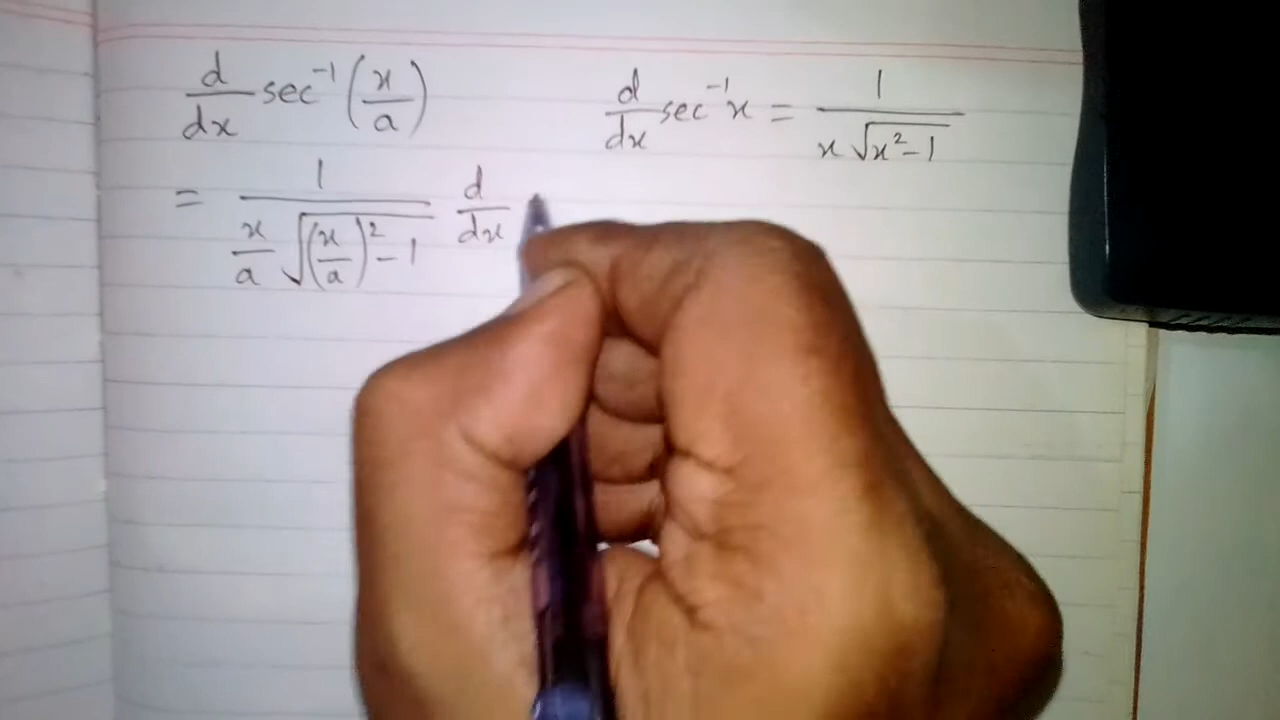 d/dx sec⁻¹(x/a)
d/dx sec⁻¹x = 1/(x√(x²-1))
= 1/((x/a)√((x/a)²-1)) d/dx